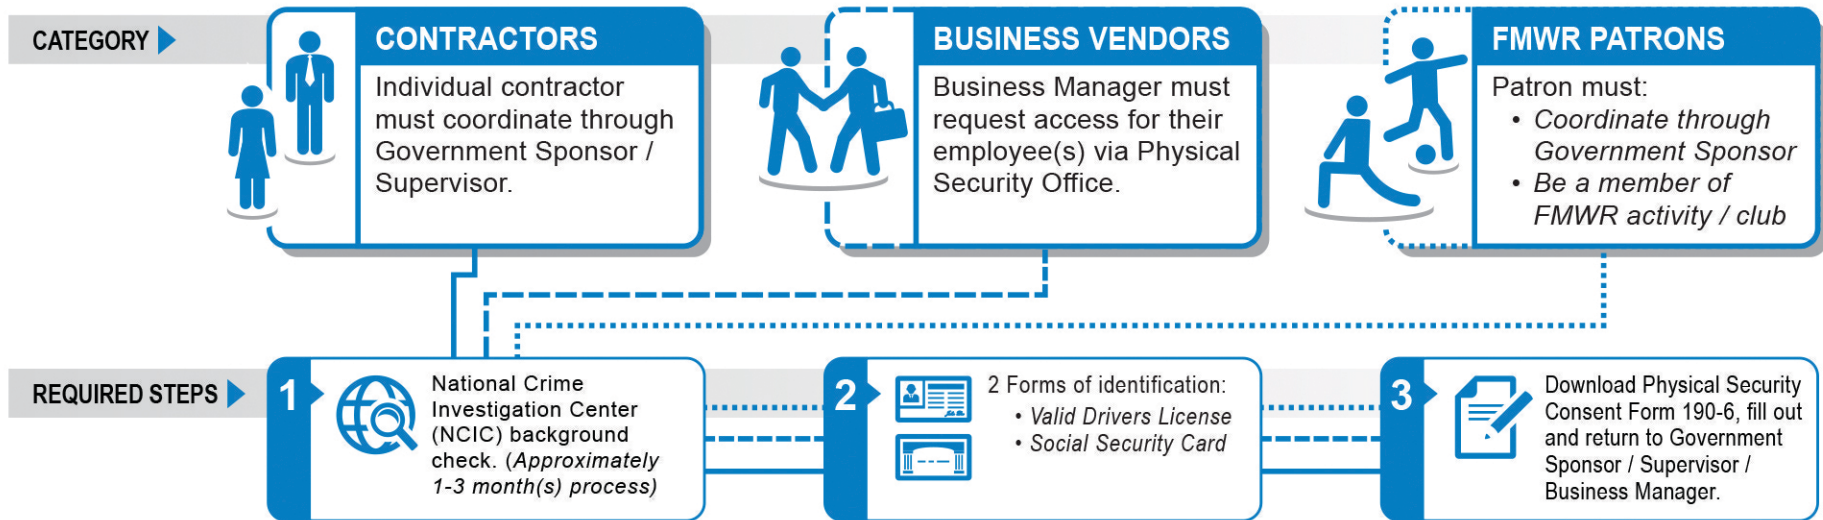 CATEGORY
CONTRACTORS
Individual contractor
must coordinate through
Government Sponsor /
Supervisor.
BUSINESS VENDORS
Business Manager must
request access for their
employee(s) via Physical
Security Office.
FMWR PATRONS
Patron must:
• Coordinate through
Government Sponsor
• Be a member of
FMWR activity / club
REQUIRED STEPS
1
National Crime
Investigation Center
(NCIC) background
check. (Approximately
1-3 month(s) process)
2
2 Forms of identification:
• Valid Drivers License
• Social Security Card
3
Download Physical Security
Consent Form 190-6, fill out
and return to Government
Sponsor / Supervisor /
Business Manager.